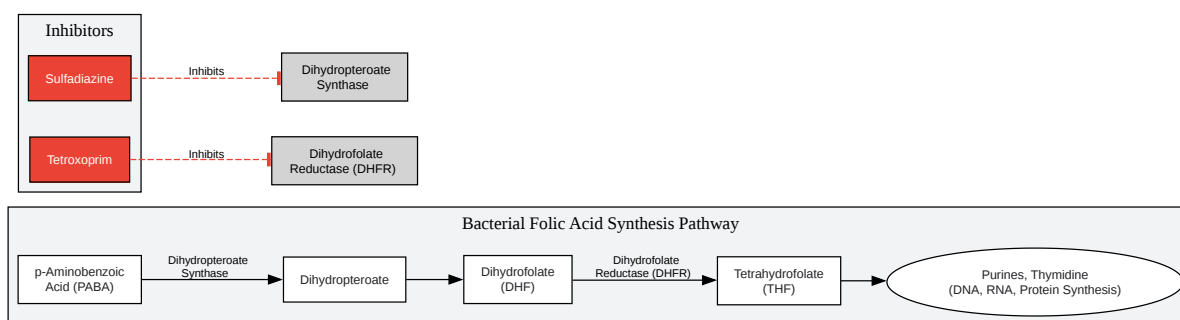 Inhibitors
Sulfadiazine
Inhibits
Dihydropteroate
Synthase
Tetroxoprim
Inhibits
Dihydrofolate
Reductase (DHFR)
Bacterial Folic Acid Synthesis Pathway
p-Aminobenzoic
Acid (PABA)
Dihydropteroate
Synthase
Dihydropteroate
Dihydrofolate
(DHF)
Dihydrofolate
Reductase (DHFR)
Tetrahydrofolate
(THF)
Purines, Thymidine
(DNA, RNA, Protein Synthesis)